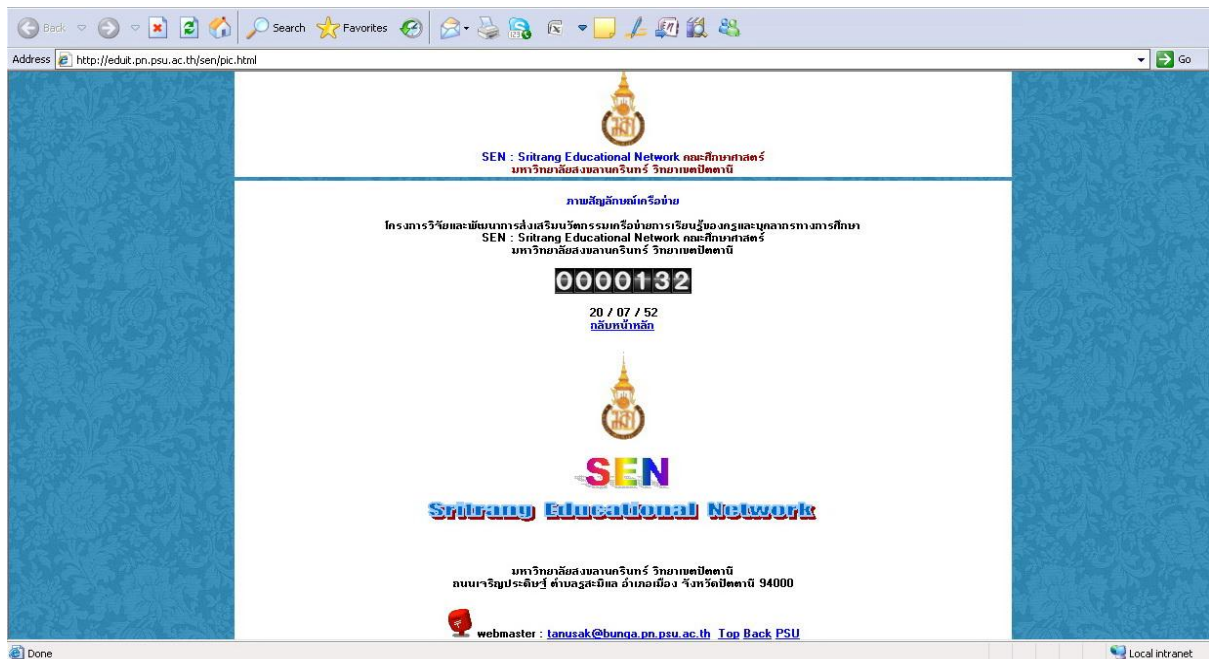 Back Search Favorites
Address http://eduit.pn.psu.ac.th/sen/pic.html Go
SEN : Sritrang Educational Network คณะศึกษาศาสตร์
มหาวิทยาลัยสงขลานครินทร์ วิทยาเขตปัตตานี
ภาพสัญลักษณ์เครือข่าย
โครงการวิจัยและพัฒนาการส่งเสริมนวัตกรรมเครือข่ายการเรียนรู้ของครูและบุคลากรทางการศึกษา
SEN : Sritrang Educational Network คณะศึกษาศาสตร์
มหาวิทยาลัยสงขลานครินทร์ วิทยาเขตปัตตานี
0000132
20 / 07 / 52
กลับหน้าหลัก
SEN
Sritrang Educational Network
มหาวิทยาลัยสงขลานครินทร์ วิทยาเขตปัตตานี
ถนนเจริญประดิษฐ์ ตำบลรูสะมิแล อำเภอเมือง จังหวัดปัตตานี 94000
webmaster : tanusak@bunga.pn.psu.ac.th Top Back PSU
Done Local intranet